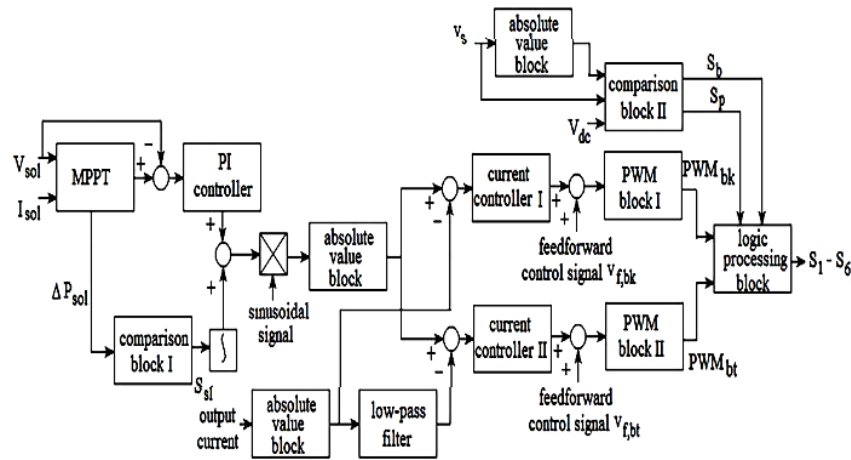 v_s
absolute
value
block
comparison
block II
S_b
S_p
V_dc
V_sol
I_sol
MPPT
−
+
PI
controller
+
+
ΔP_sol
comparison
block I
S_sf
∫
sinusoidal
signal
absolute
value
block
output
current
absolute
value
block
low-pass
filter
+
−
current
controller I
+
+
feedforward
control signal v_f,bk
PWM
block I
PWM_bk
+
−
current
controller II
+
+
feedforward
control signal v_f,bt
PWM
block II
PWM_bt
logic
processing
block
S_1 - S_6